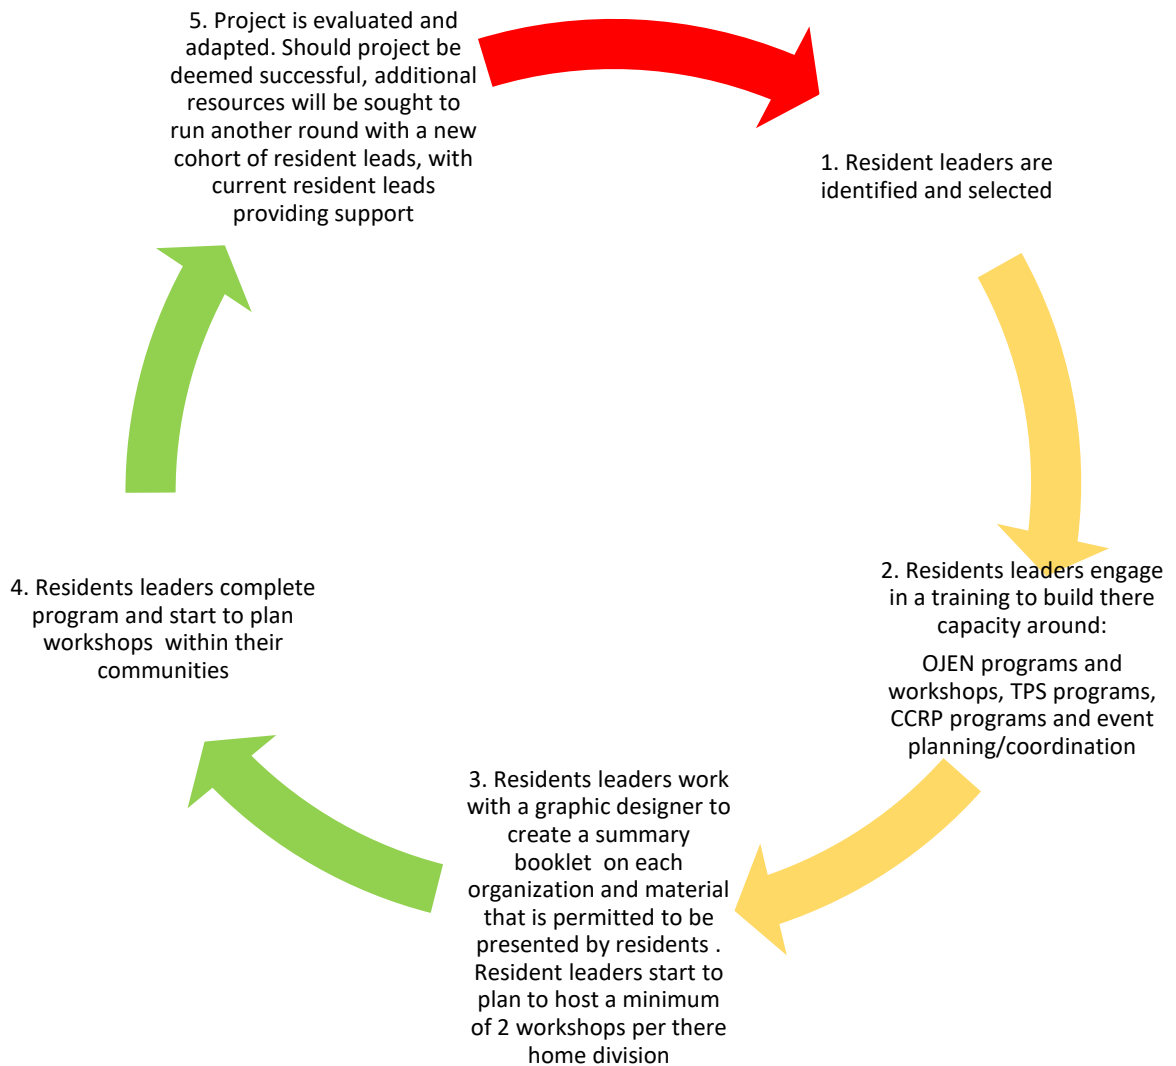 5. Project is evaluated and
adapted. Should project be
deemed successful, additional
resources will be sought to
run another round with a new
cohort of resident leads, with
current resident leads
providing support
1. Resident leaders are
identified and selected
2. Residents leaders engage
in a training to build there
capacity around:
OJEN programs and
workshops, TPS programs,
CCRP programs and event
planning/coordination
3. Residents leaders work
with a graphic designer to
create a summary
booklet  on each
organization and material
that is permitted to be
presented by residents .
Resident leaders start to
plan to host a minimum
of 2 workshops per there
home division
4. Residents leaders complete
program and start to plan
workshops  within their
communities